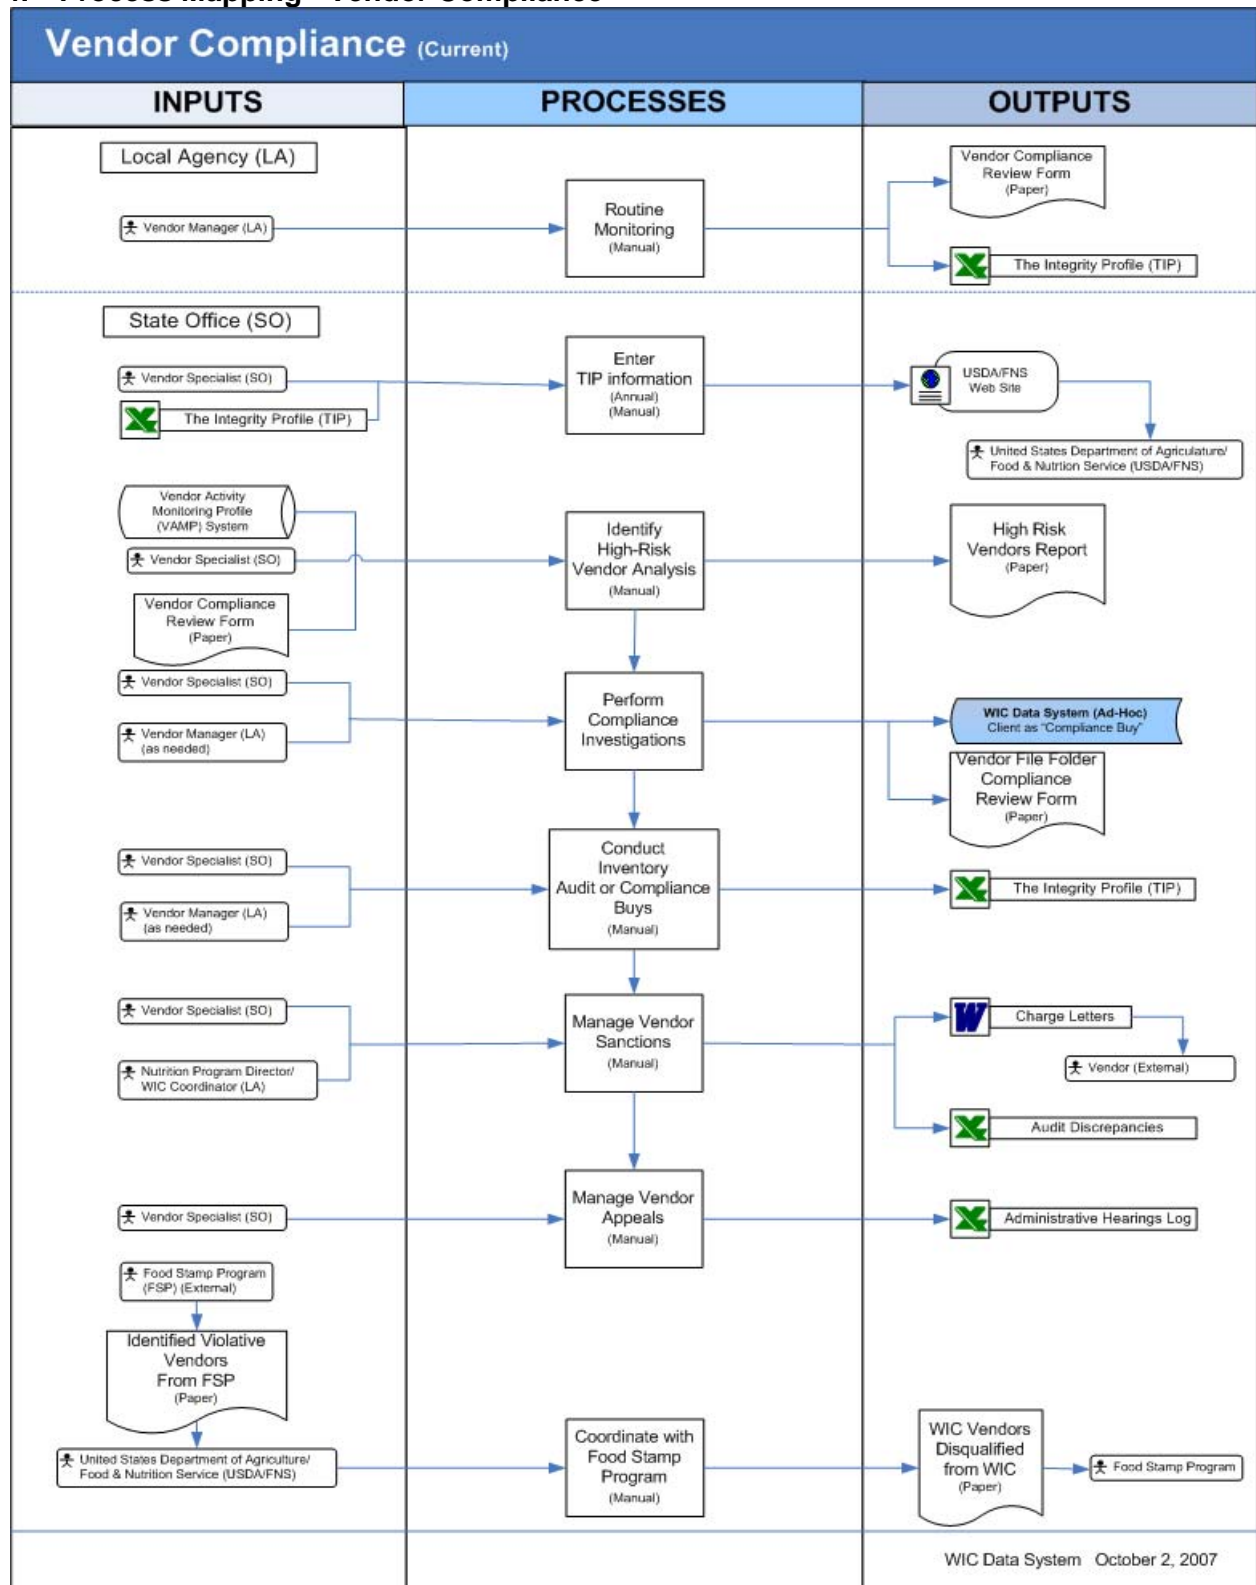 Process Mapping - Vendor Compliance
Vendor Compliance (Current)
INPUTS
PROCESSES
OUTPUTS
Local Agency (LA)
Vendor Manager (LA)
Routine
Monitoring
(Manual)
Vendor Compliance
Review Form
(Paper)
The Integrity Profile (TIP)
State Office (SO)
Vendor Specialist (SO)
The Integrity Profile (TIP)
Enter
TIP information
(Annual)
(Manual)
USDA/FNS
Web Site
United States Department of Agriculature/
Food & Nutrtion Service (USDA/FNS)
Vendor Activity
Monitoring Profile
(VAMP) System
Vendor Specialist (SO)
Vendor Compliance
Review Form
(Paper)
Identify
High-Risk
Vendor Analysis
(Manual)
High Risk
Vendors Report
(Paper)
Vendor Specialist (SO)
Vendor Manager (LA)
(as needed)
Perform
Compliance
Investigations
WIC Data System (Ad-Hoc)
Client as "Compliance Buy"
Vendor File Folder
Compliance
Review Form
(Paper)
Vendor Specialist (SO)
Vendor Manager (LA)
(as needed)
Conduct
Inventory
Audit or Compliance
Buys
(Manual)
The Integrity Profile (TIP)
Vendor Specialist (SO)
Nutrition Program Director/
WIC Coordinator (LA)
Manage Vendor
Sanctions
(Manual)
Charge Letters
Vendor (External)
Audit Discrepancies
Vendor Specialist (SO)
Manage Vendor
Appeals
(Manual)
Administrative Hearings Log
Food Stamp Program
(FSP) (External)
Identified Violative
Vendors
From FSP
(Paper)
United States Department of Agriculture/
Food & Nutrition Service (USDA/FNS)
Coordinate with
Food Stamp
Program
(Manual)
WIC Vendors
Disqualified
from WIC
(Paper)
Food Stamp Program
WIC Data System October 2, 2007